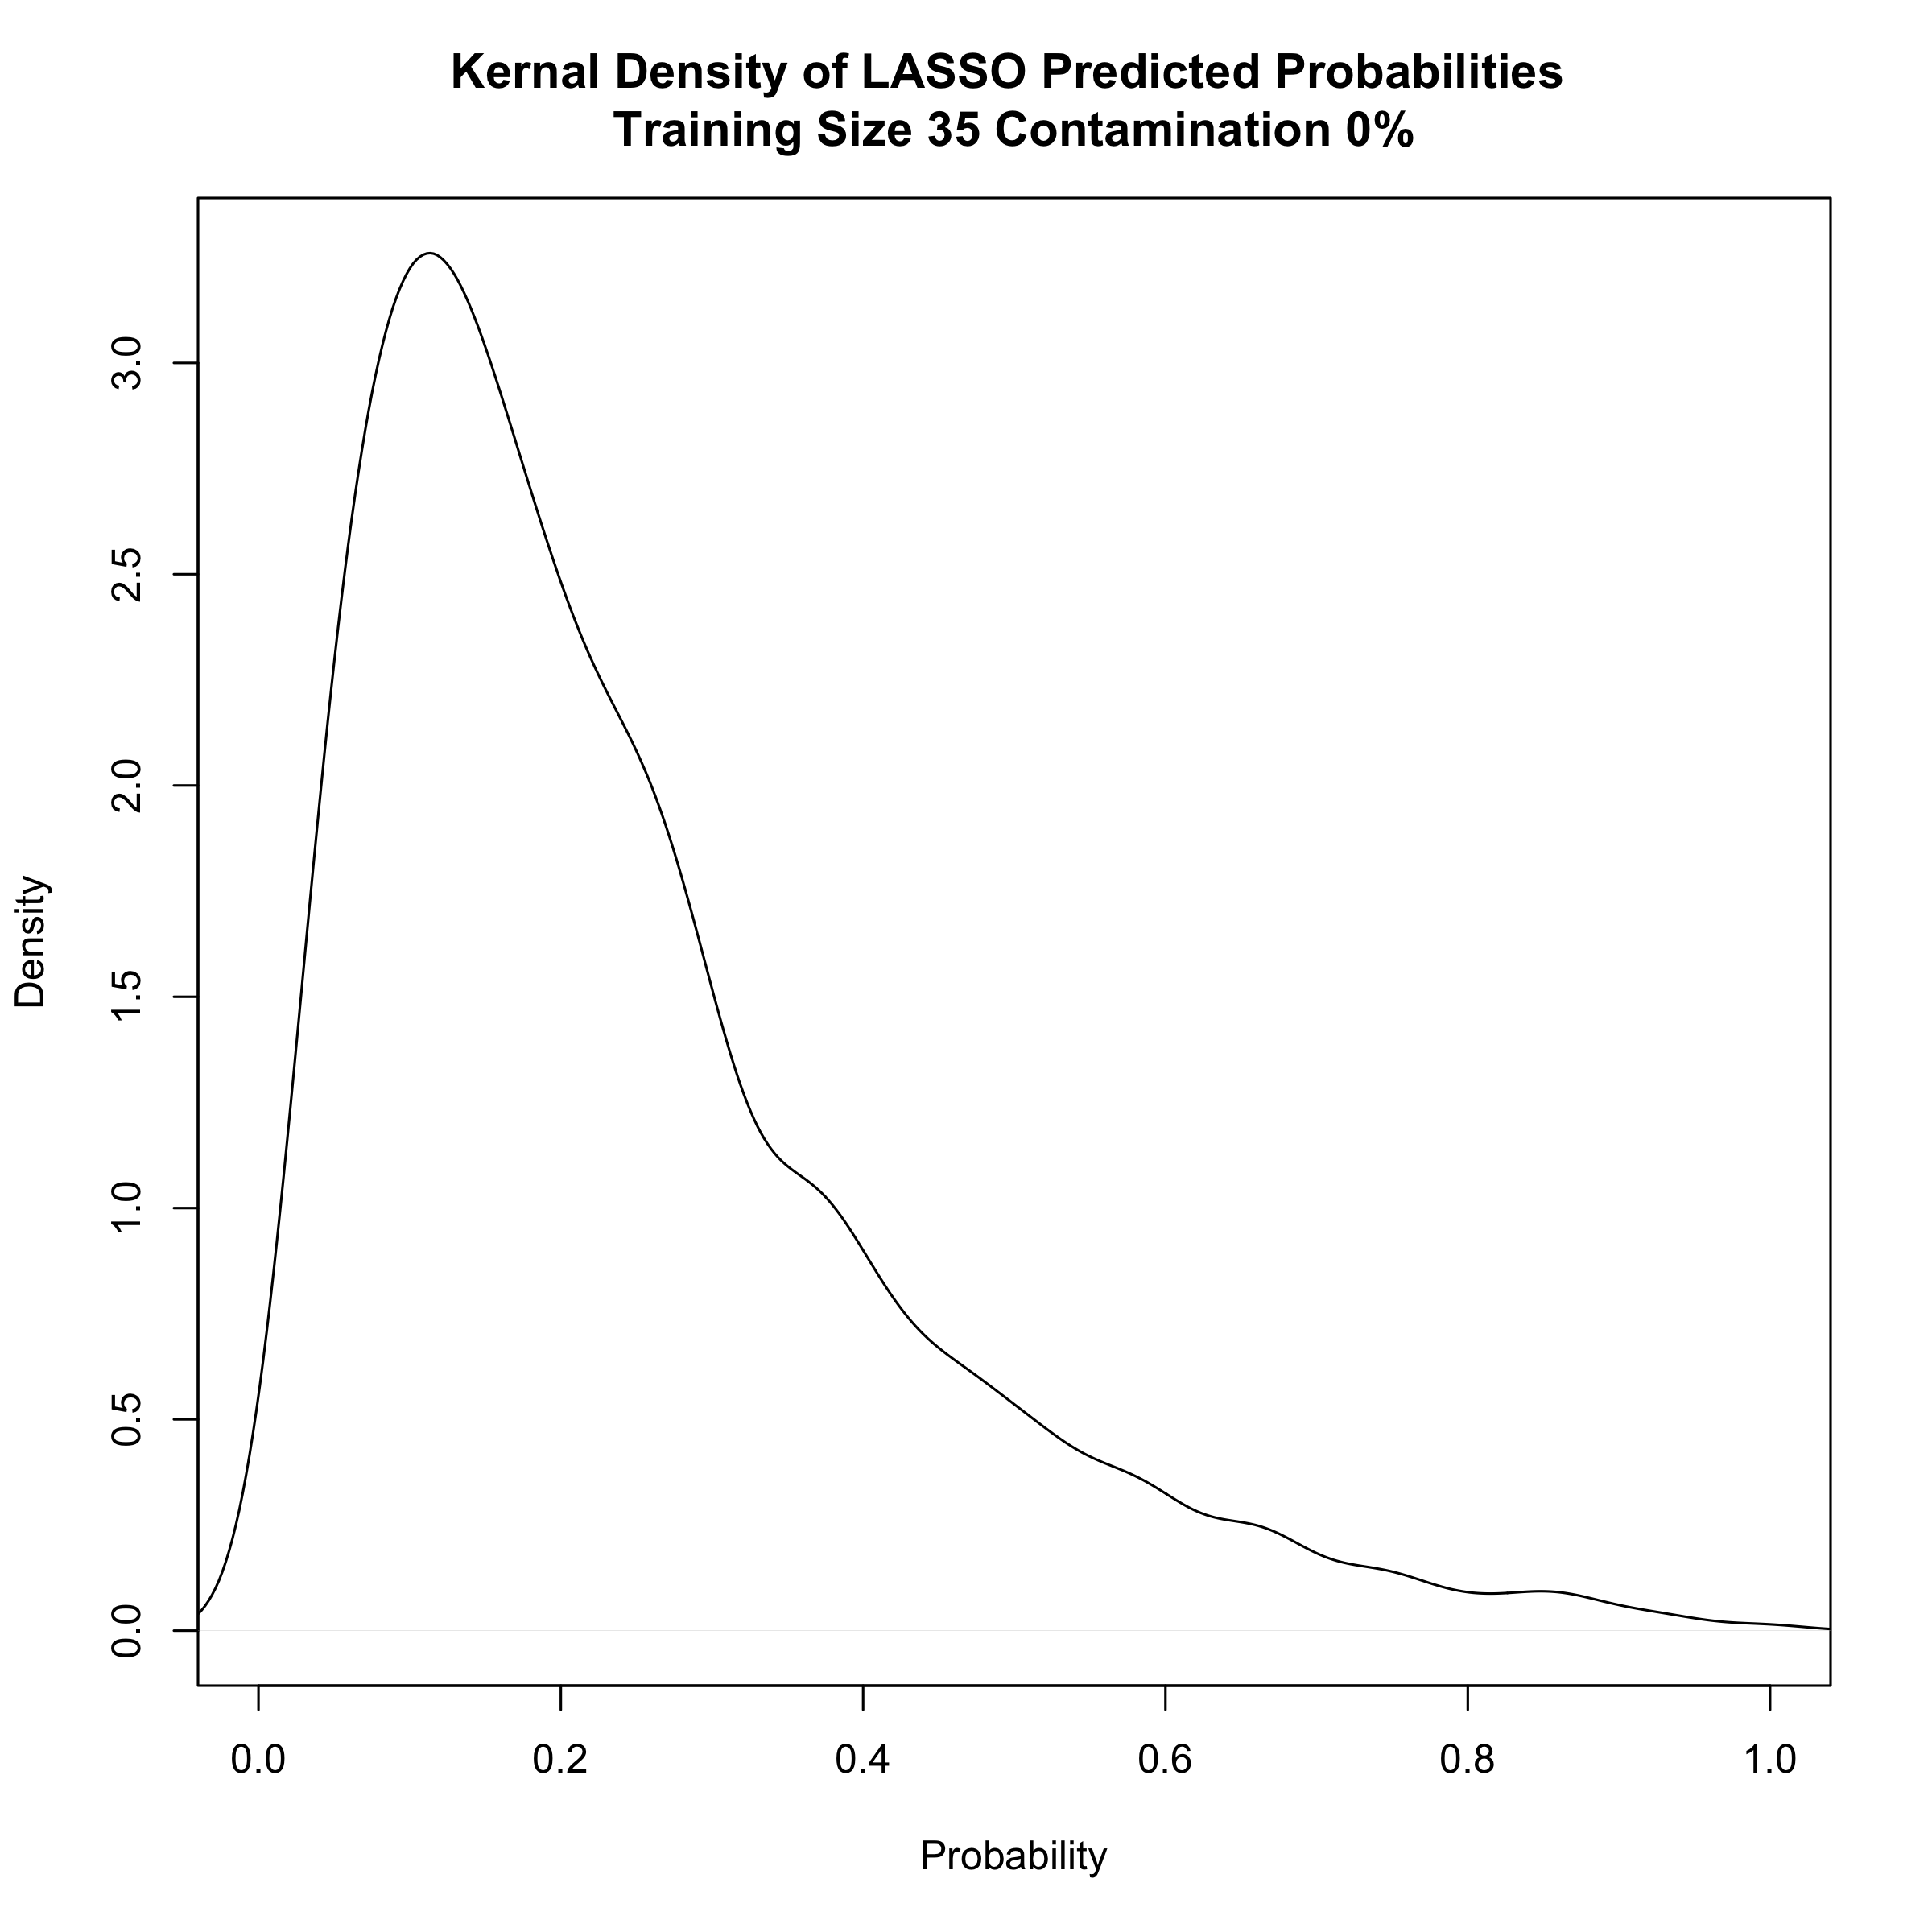 Kernal Density of LASSO Predicted Probabilities
Training Size 35 Contamination 0%
3.0
2.5
2.0
1.5
1.0
0.5
0.0
Density
0.0 0.2 0.4 0.6 0.8 1.0
Probability